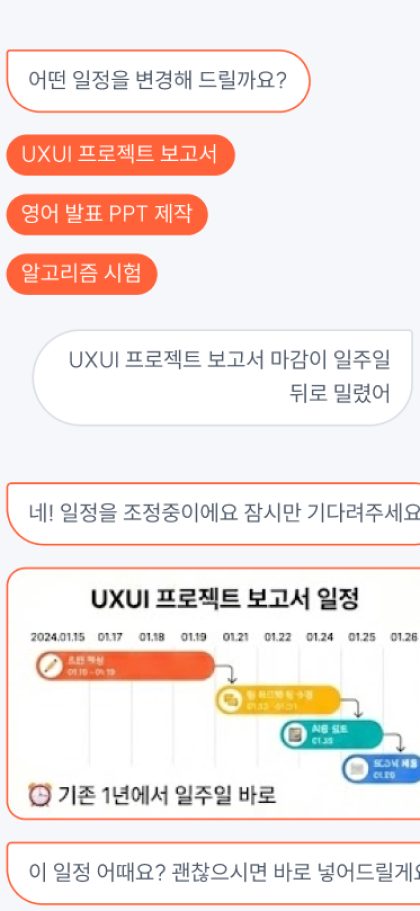 어떤 일정을 변경해 드릴까요?
UXUI 프로젝트 보고서
영어 발표 PPT 제작
알고리즘 시험
UXUI 프로젝트 보고서 마감이 일주일
뒤로 밀렸어
네! 일정을 조정중이에요 잠시만 기다려주세요
UXUI 프로젝트 보고서 일정
2024.01.15 01.17 01.18 01.19 01.21 01.22 01.24 01.25 01.26
01.25
01.26
⏰ 기존 1년에서 일주일 바로
이 일정 어때요? 괜찮으시면 바로 넣어드릴게요